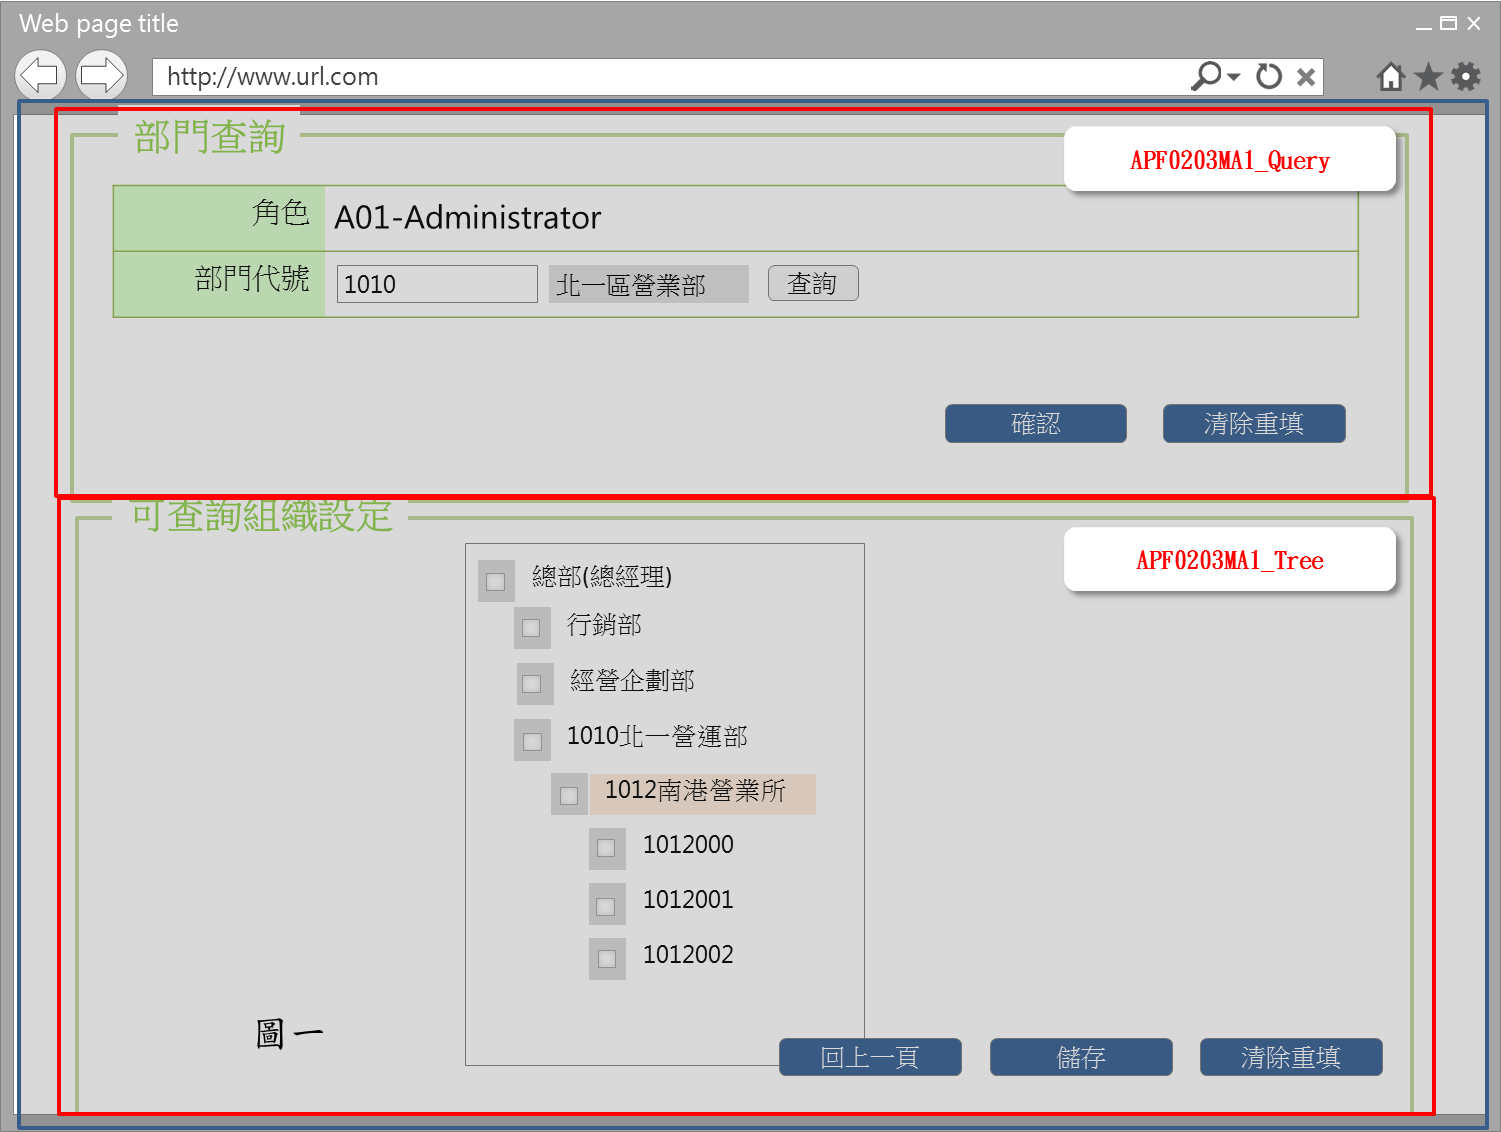 Web page title
http://www.url.com
部門查詢
APF0203MA1_Query
角色 A01-Administrator
部門代號 1010 北一區營業部 查詢
確認 清除重填
可查詢組織設定
APF0203MA1_Tree
總部(總經理)
行銷部
經營企劃部
1010北一營運部
1012南港營業所
1012000
1012001
1012002
圖一
回上一頁 儲存 清除重填